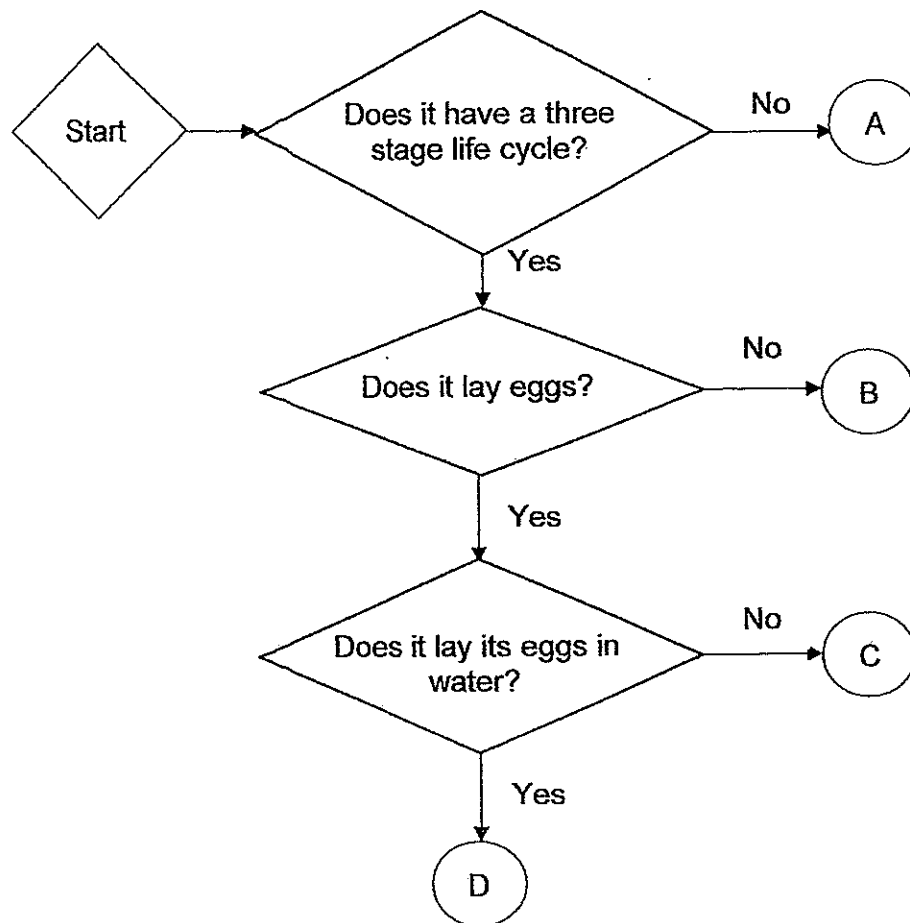 Start
Does it have a three
stage life cycle?
No
A
Yes
Does it lay eggs?
No
B
Yes
Does it lay its eggs in
water?
No
C
Yes
D